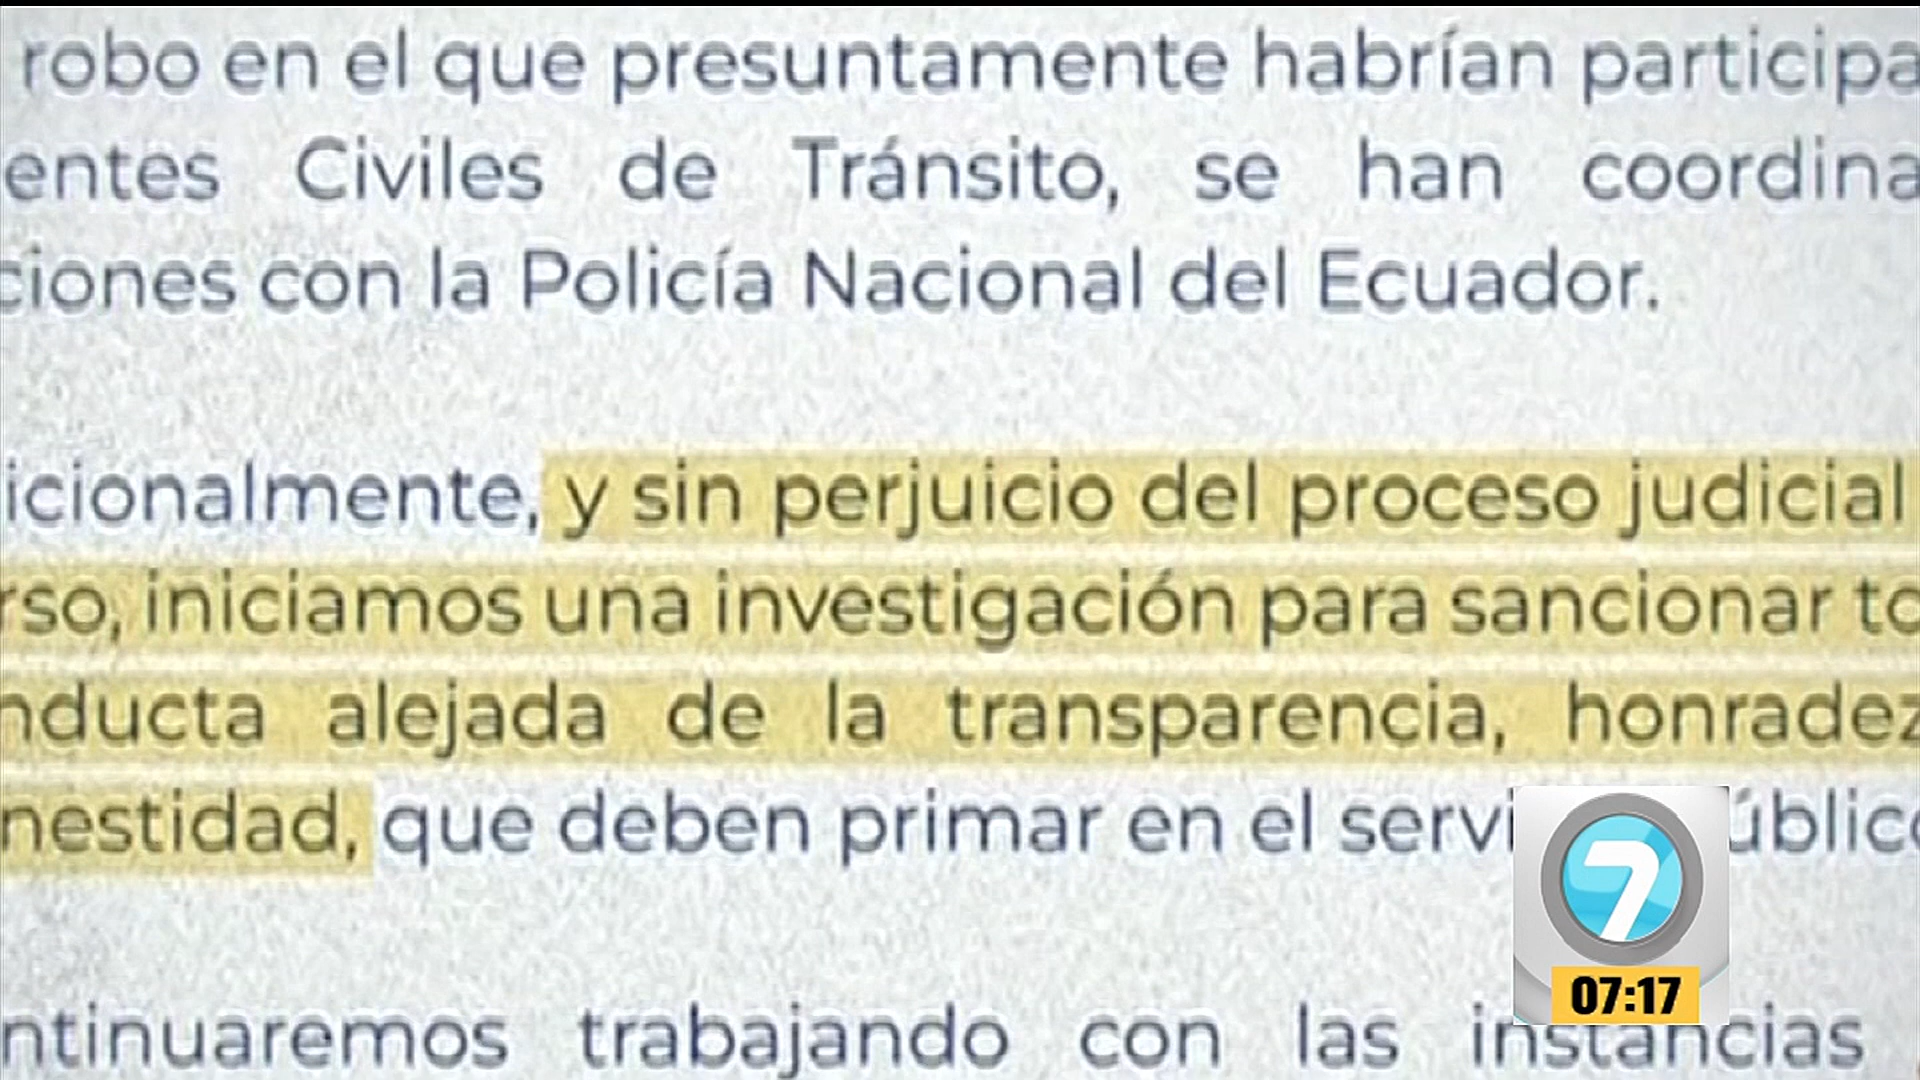 robo en el que presuntamente habrían participa
entes Civiles de Tránsito, se han coordina
ciones con la Policía Nacional del Ecuador.
icionalmente, y sin perjuicio del proceso judicial
rso, iniciamos una investigación para sancionar to
nducta alejada de la transparencia, honradez
nestidad, que deben primar en el servi úblico
ntinuaremos trabajando con las instancias
7
07:17